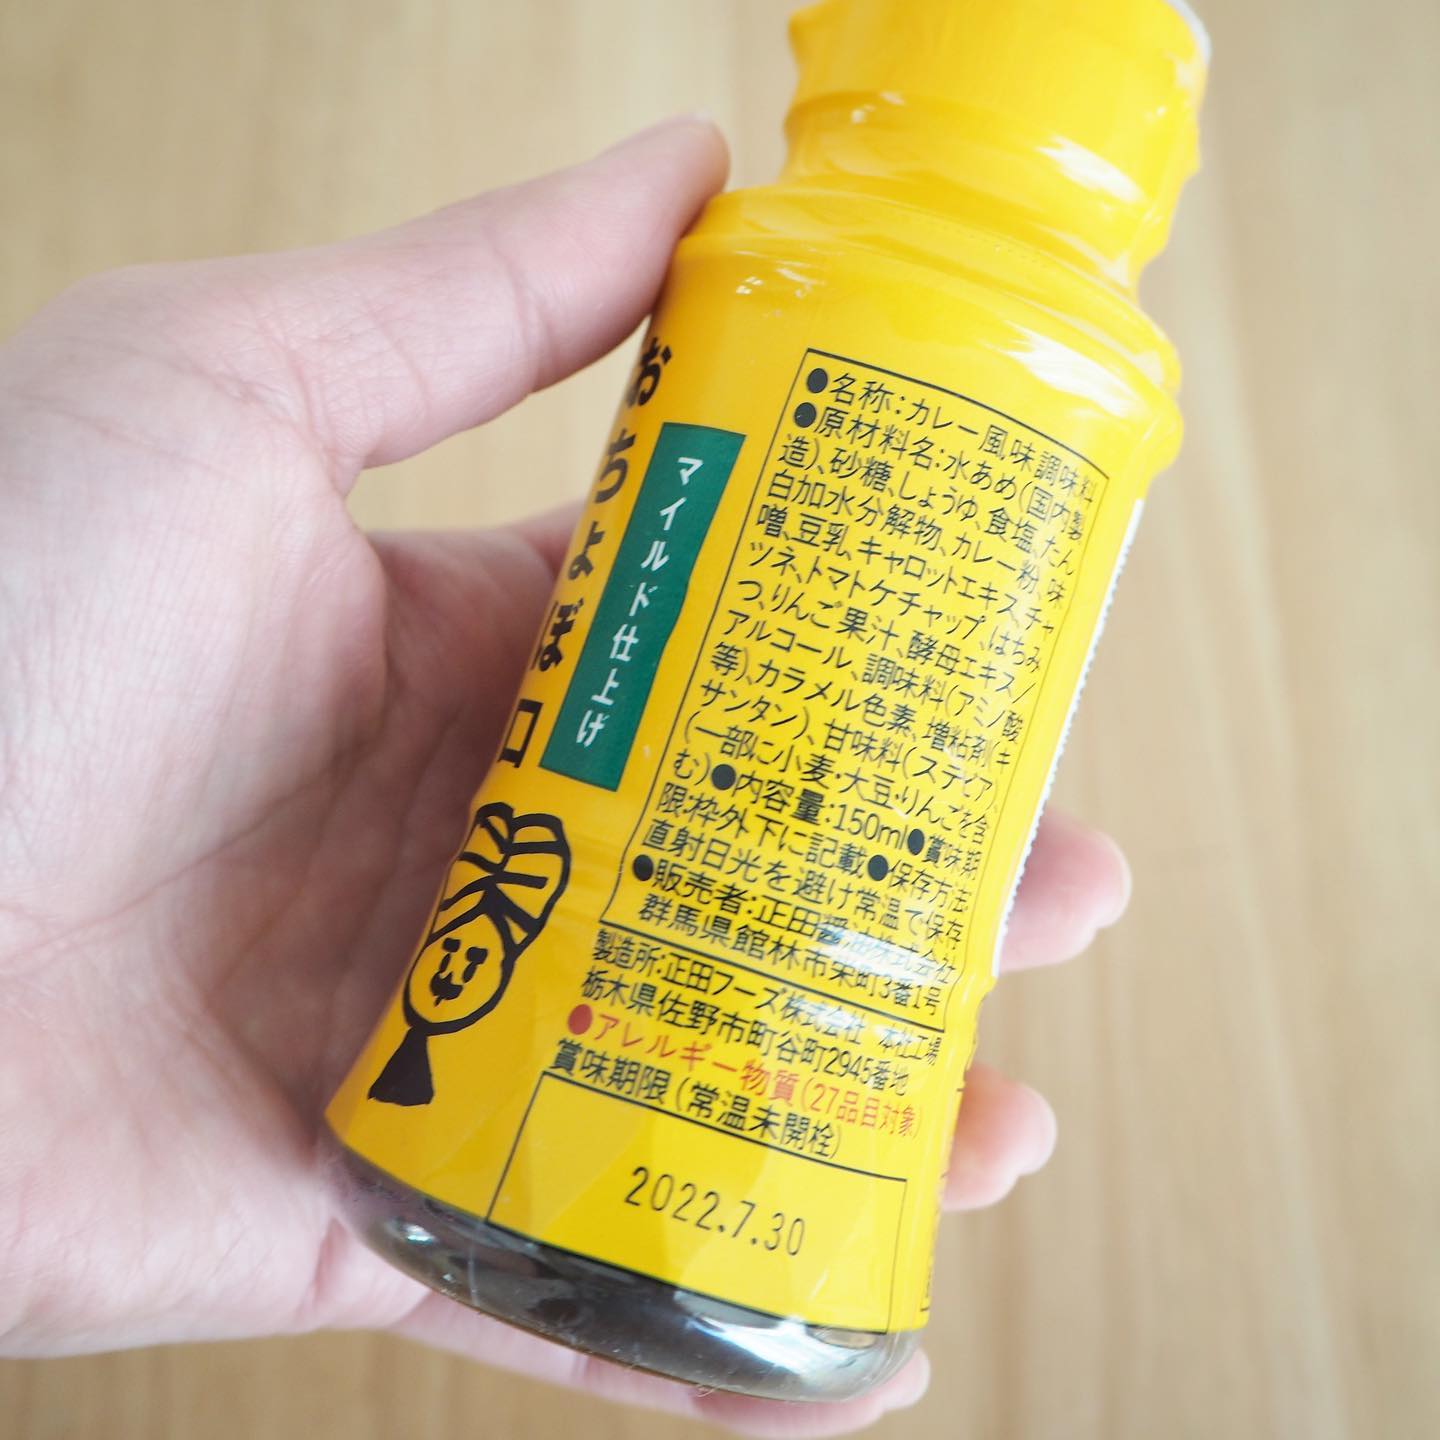 おちょぼ口
マイルド仕上げ
●名称:カレー風味調味料
●原材料名:水あめ(国内製
造)、砂糖、しょうゆ、食塩、たん
白加水分解物、カレー粉、味
噌、豆乳、キャロットエキス、チャ
ツネ、トマトケチャップ、はちみ
つ、りんご果汁、酵母エキス/
アルコール、調味料(アミノ酸
等)、カラメル色素、増粘剤(キ
サンタン)、甘味料(ステビア)、
(一部に小麦・大豆・りんごを含
む)●内容量:150ml●賞味期
限:枠外下に記載●保存方法:
直射日光を避け常温で保存
●販売者:正田醤油株式会社
群馬県館林市栄町3番1号
製造所:正田フーズ株式会社 本社工場
栃木県佐野市町谷町2945番地
●アレルギー物質(27品目対象)
賞味期限(常温未開栓)
2022.7.30